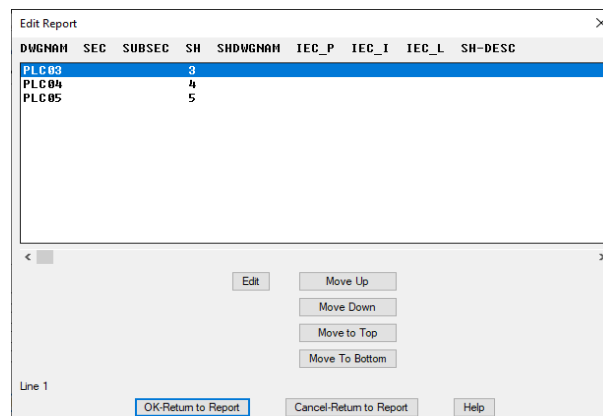 Edit Report
DWGNAM SEC SUBSEC SH SHDWGNAM IEC_P IEC_I IEC_L SH-DESC
PLC03 3
PLC04 4
PLC05 5
Edit Move Up
Move Down
Move to Top
Move To Bottom
Line 1
OK-Return to Report Cancel-Return to Report Help